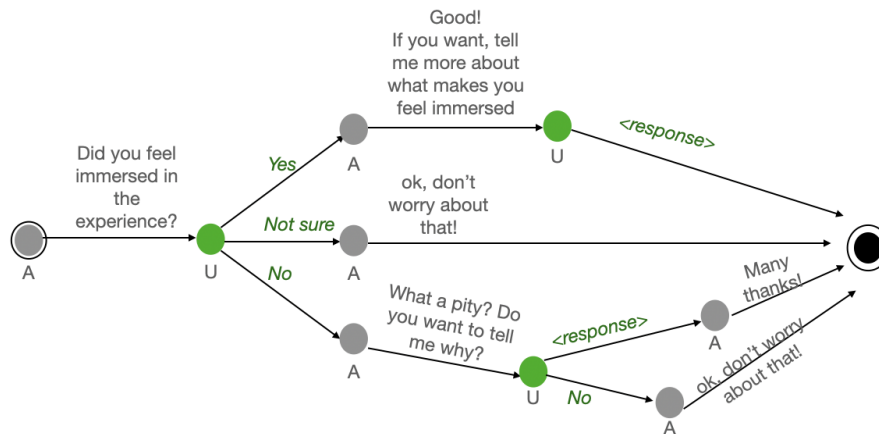 Good!
If you want, tell
me more about
what makes you
feel immersed
<response>
U
Yes
A
Did you feel
immersed in
the
experience?
A
U
ok, don't
worry about
that!
Not sure
A
No
What a pity? Do
you want to tell
me why?
A
<response>
U
No
Many
thanks!
A
ok, don't worry
about that!
A